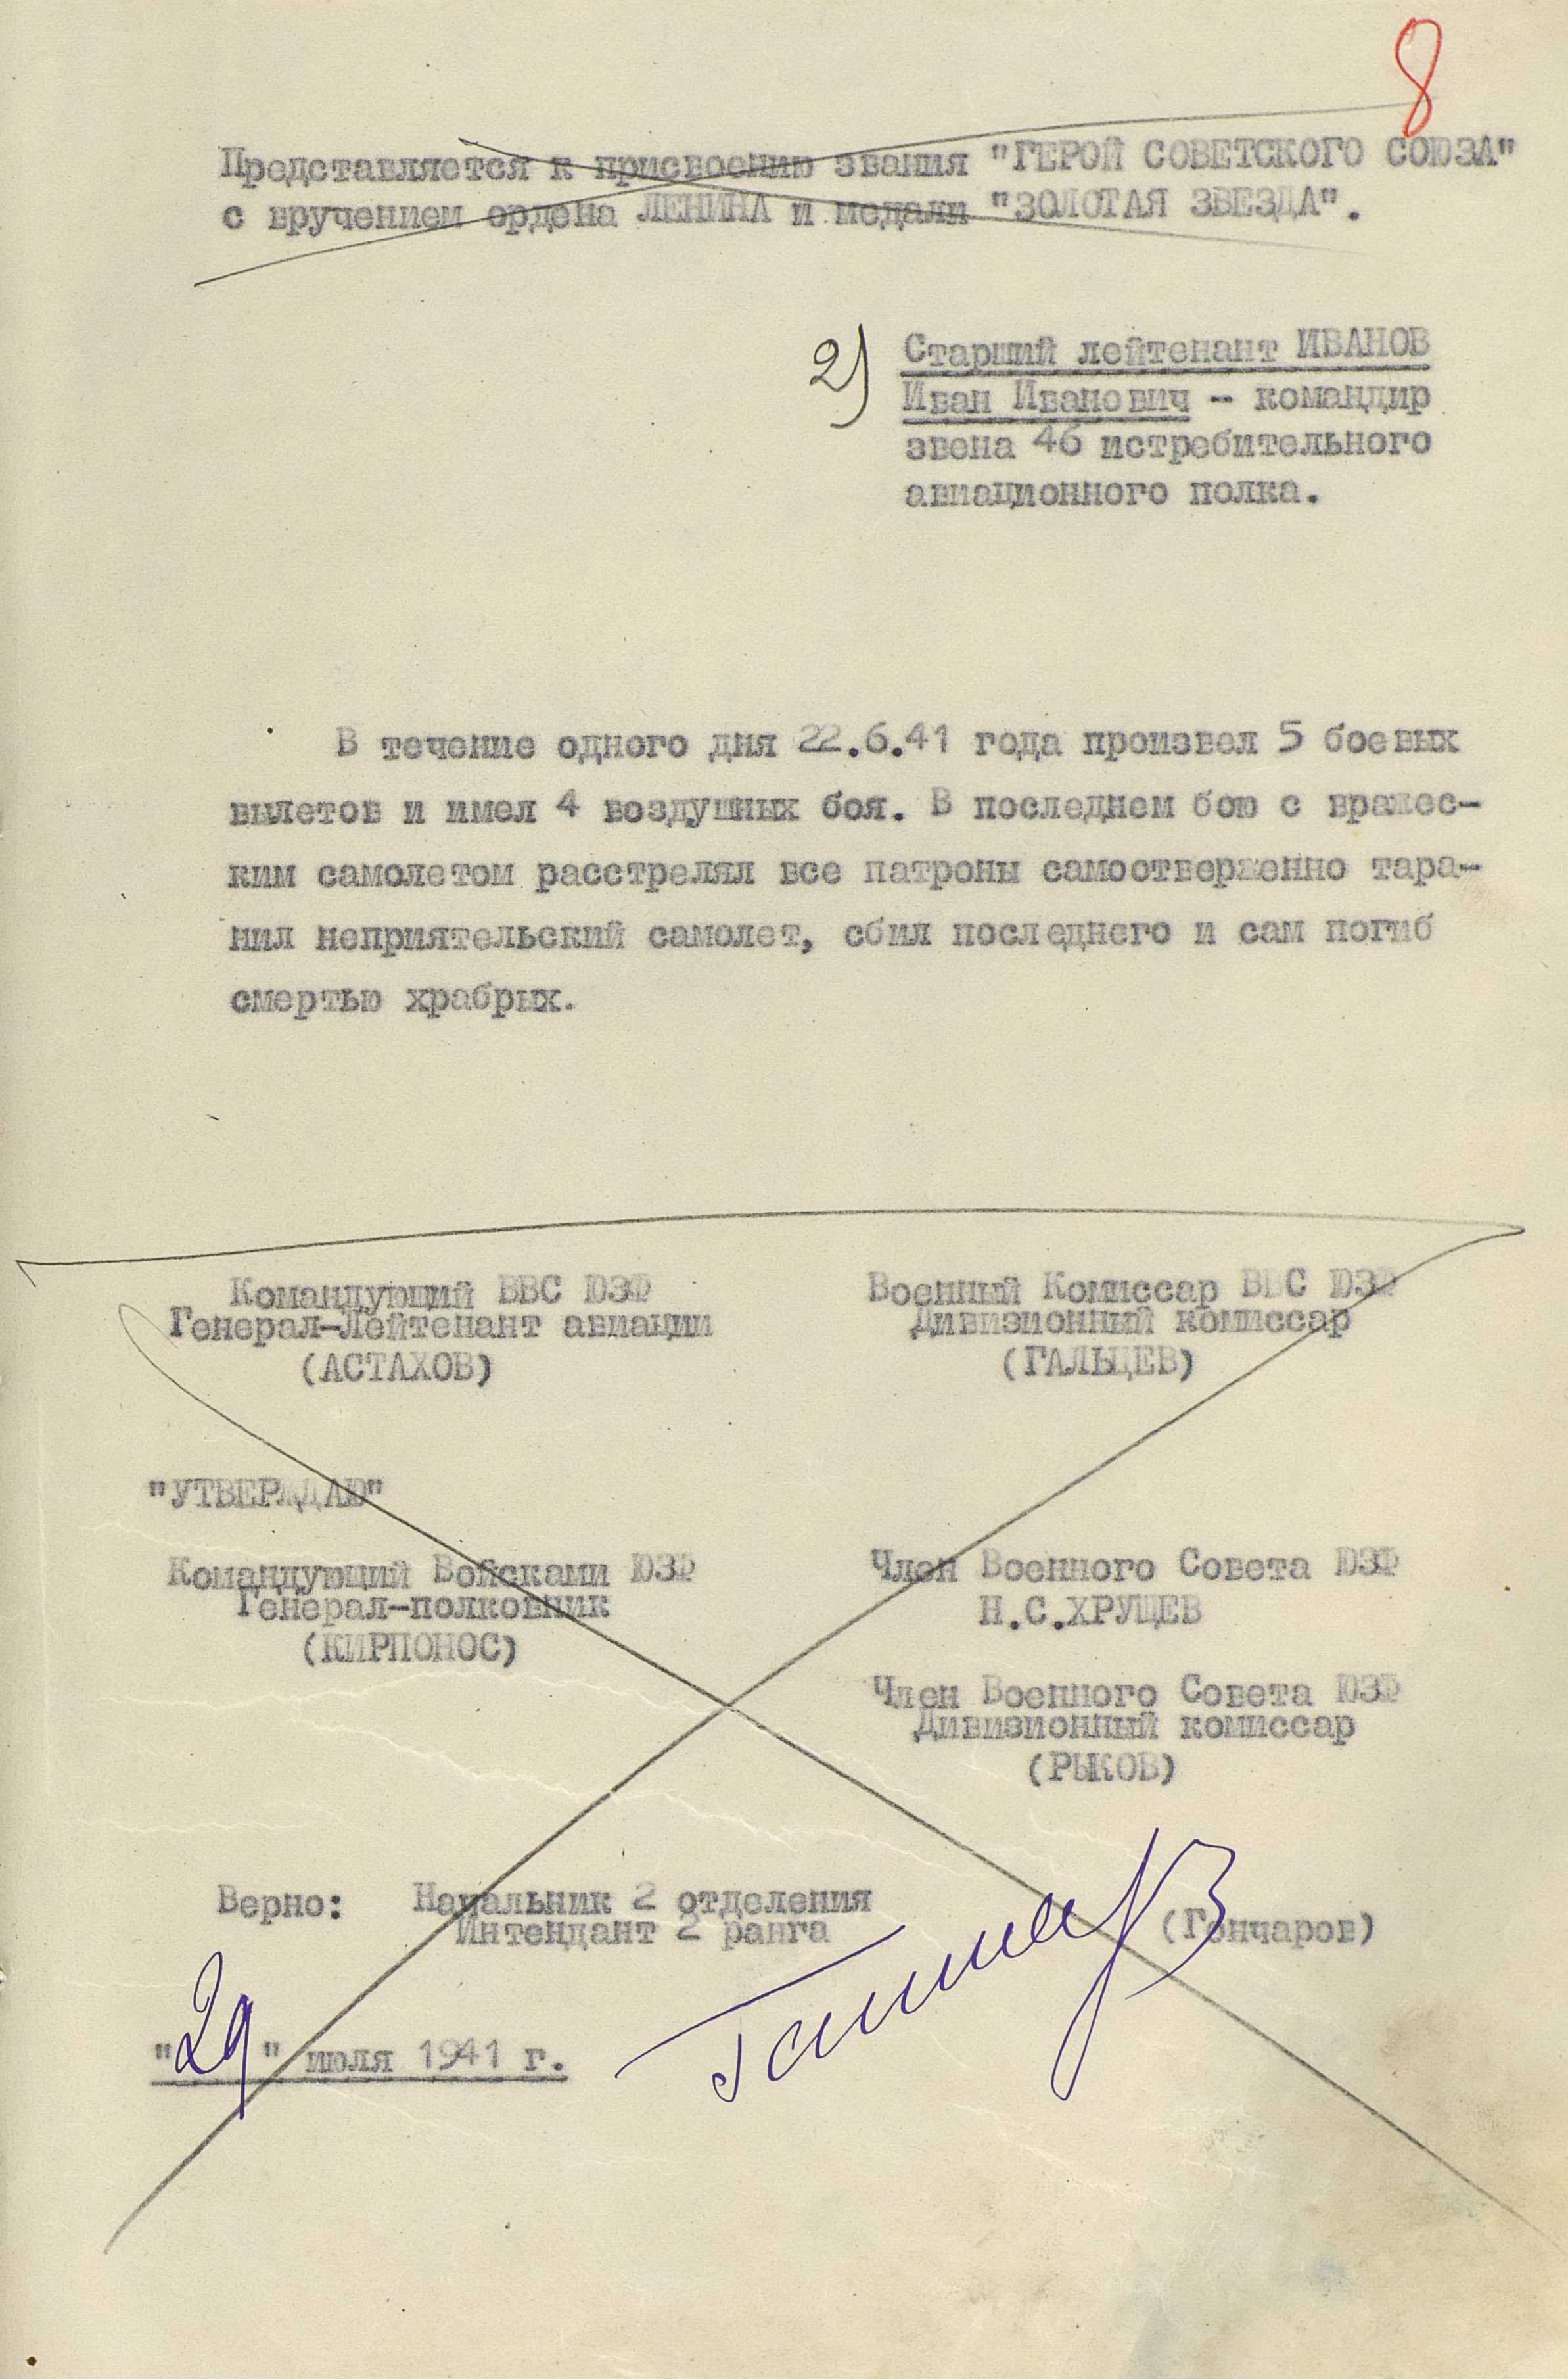 8
Представляется к присвоению звания "ГЕРОЙ СОВЕТСКОГО СОЮЗА"
с вручением ордена ЛЕНИНА и медали "ЗОЛОТАЯ ЗВЕЗДА".
2) Старший лейтенант ИВАНОВ
Иван Иванович - командир
звена 46 истребительного
авиационного полка.
В течение одного дня 22.6.41 года произвел 5 боевых
вылетов и имел 4 воздушных боя. В последнем бою с вражес-
ким самолетом расстрелял все патроны самоотверженно тара-
нил неприятельский самолет, сбил последнего и сам погиб
смертью храбрых.
Командующий ВВС ЮЗФ
Генерал-Лейтенант авиации
(АСТАХОВ)
Военный Комиссар ВВС ЮЗФ
Дивизионный комиссар
(ГАЛЬЦЕВ)
"УТВЕРЖДАЮ"
Командующий Войсками ЮЗФ
Генерал-полковник
(КИРПОНОС)
Член Военного Совета ЮЗФ
Н.С.ХРУЩЕВ
Член Военного Совета ЮЗФ
Дивизионный комиссар
(РЫКОВ)
Верно: Начальник 2 отделения
Интендант 2 ранга
(Гончаров)
"29" июля 1941 г.